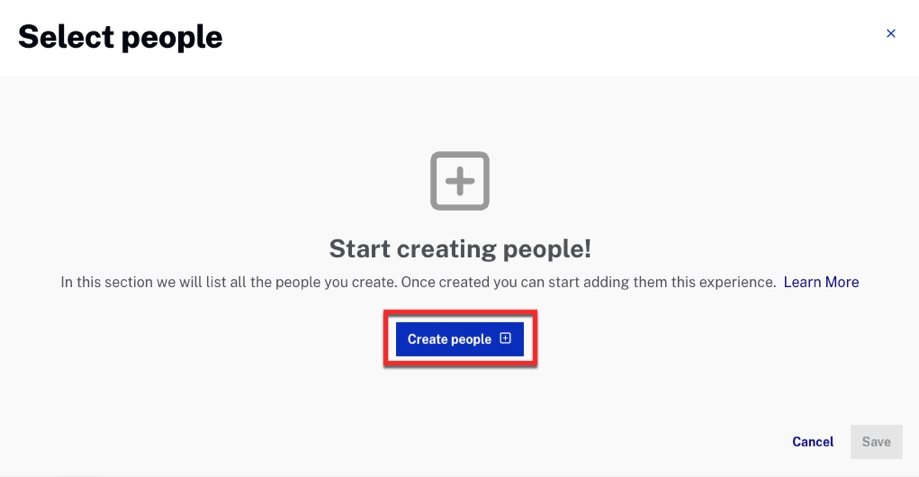 Select people
Start creating people!
In this section we will list all the people you create. Once created you can start adding them this experience. Learn More
Create people
Cancel
Save